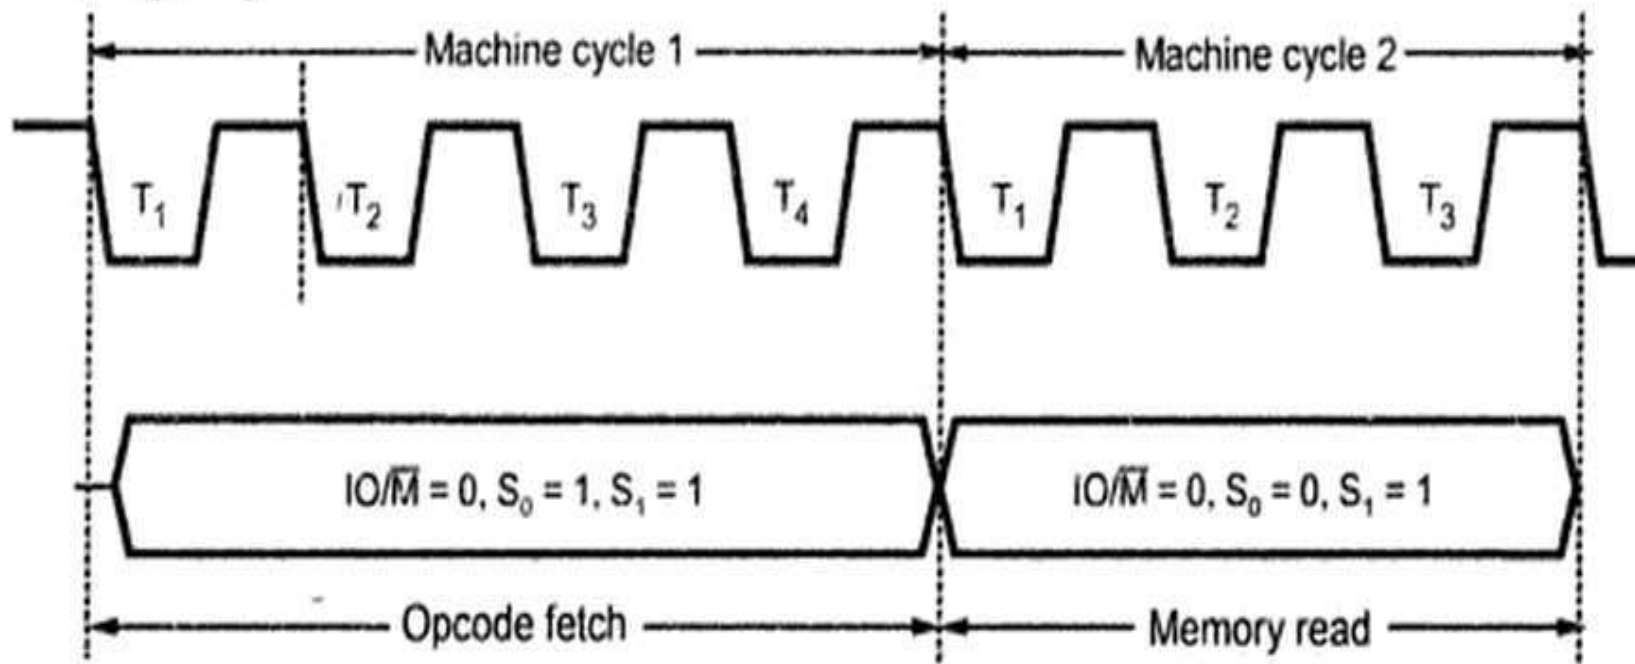 Machine cycle 1 Machine cycle 2
T₁ T₂ T₃ T₄ T₁ T₂ T₃
IO/M̅ = 0, S₀ = 1, S₁ = 1 IO/M̅ = 0, S₀ = 0, S₁ = 1
Opcode fetch Memory read